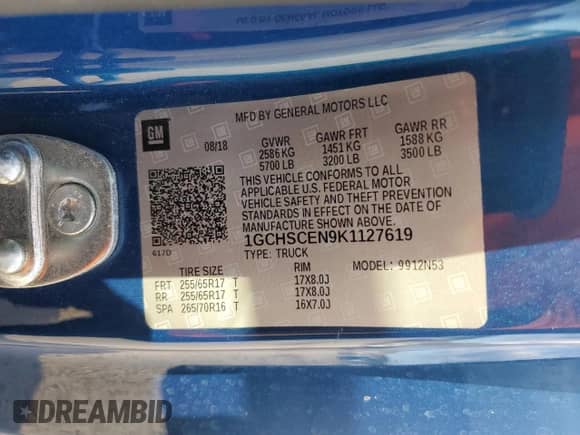 MFD BY GENERAL MOTORS LLC
GM
08/18
GVWR GAWR FRT GAWR RR
2586 KG 1451 KG 1588 KG
5700 LB 3200 LB 3500 LB
THIS VEHICLE CONFORMS TO ALL
APPLICABLE U.S. FEDERAL MOTOR
VEHICLE SAFETY AND THEFT PREVENTION
STANDARDS IN EFFECT ON THE DATE OF
MANUFACTURE SHOWN ABOVE.
1GCHSCEN9K1127619
617D
TYPE: TRUCK MODEL: 9912N53
TIRE SIZE RIM
FRT 255/65R17 T 17X8.0J
RR 255/65R17 T 17X8.0J
SPA 265/70R16 T 16X7.0J
DREAMBID